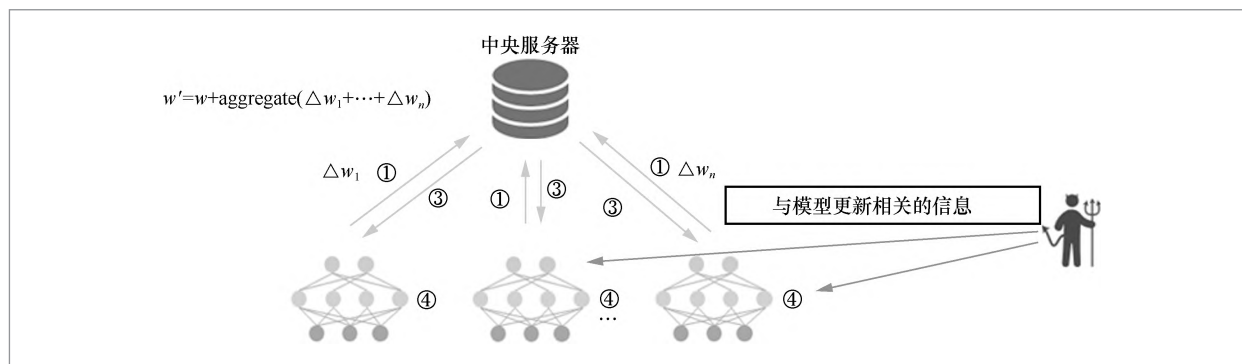 中央服务器
w'=w+aggregate(△w₁+⋯+△wₙ)
△w₁ ①
① △wₙ
③
①
③
③
与模型更新相关的信息
④
④
④
…